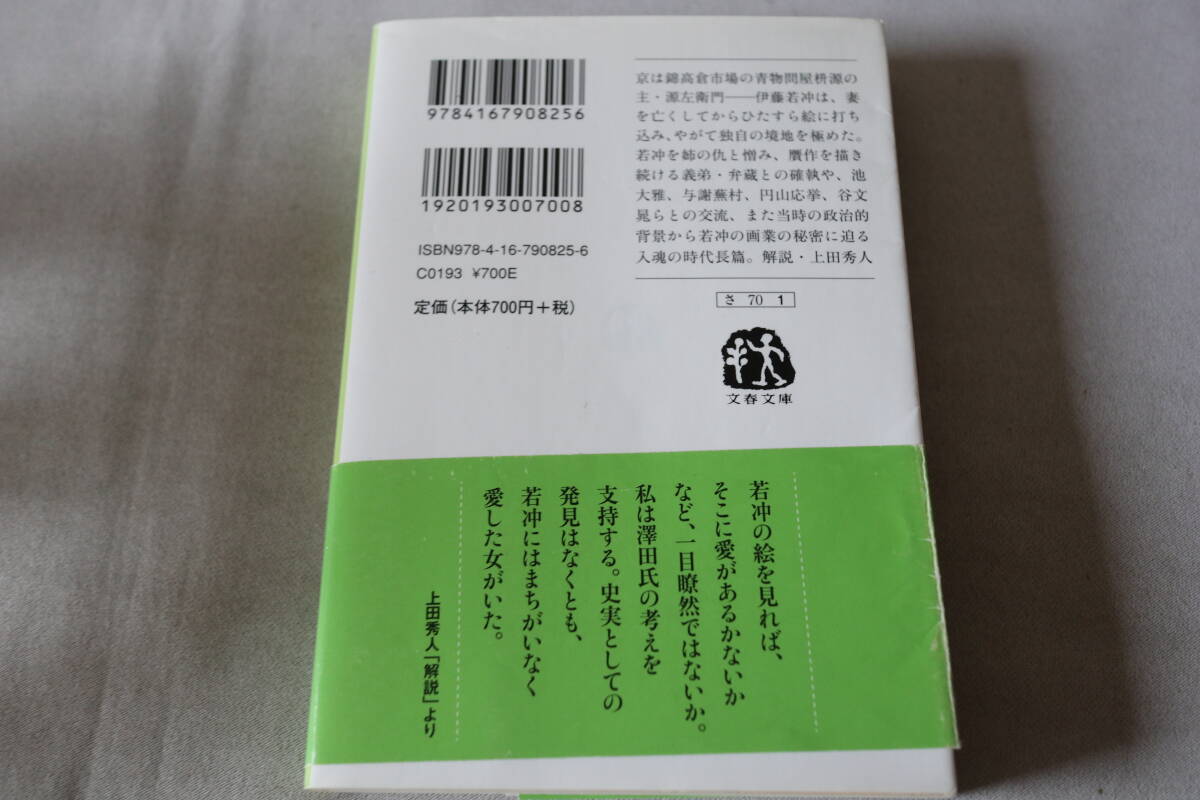 9784167908256
1920193007008
ISBN978-4-16-790825-6
C0193 ¥700E
定価(本体700円+税)
京は錦高倉市場の青物問屋枡源の
主・源左衛門――伊藤若冲は、妻
を亡くしてからひたすら絵に打ち
込み、やがて独自の境地を極めた。
若冲を姉の仇と憎み、贋作を描き
続ける義弟・弁蔵との確執や、池
大雅、与謝蕪村、円山応挙、谷文
晁らとの交流、また当時の政治的
背景から若冲の画業の秘密に迫る
入魂の時代長篇。解説・上田秀人
さ 70 1
文春文庫
若冲の絵を見れば、
そこに愛があるかないか
など、一目瞭然ではないか。
私は澤田氏の考えを
支持する。史実としての
発見はなくとも、
若冲にはまちがいなく
愛した女がいた。
上田秀人「解説」より